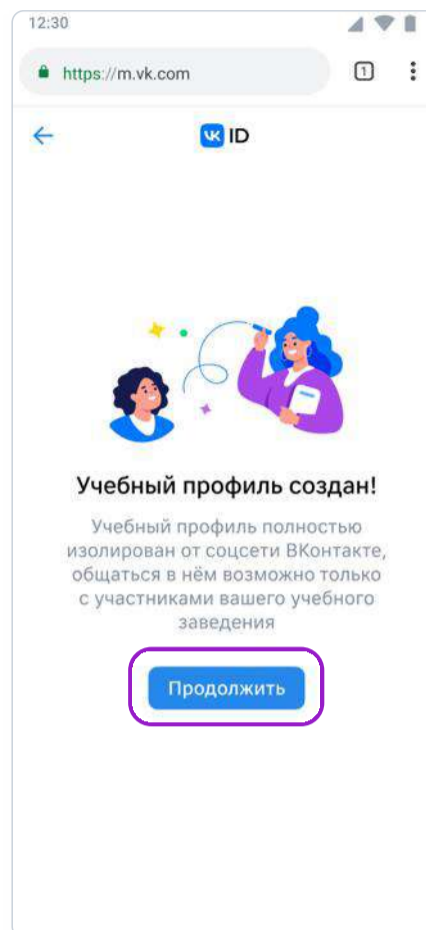 12:30
https://m.vk.com
1
VK ID
Учебный профиль создан!
Учебный профиль полностью
изолирован от соцсети ВКонтакте,
общаться в нём возможно только
с участниками вашего учебного
заведения
Продолжить